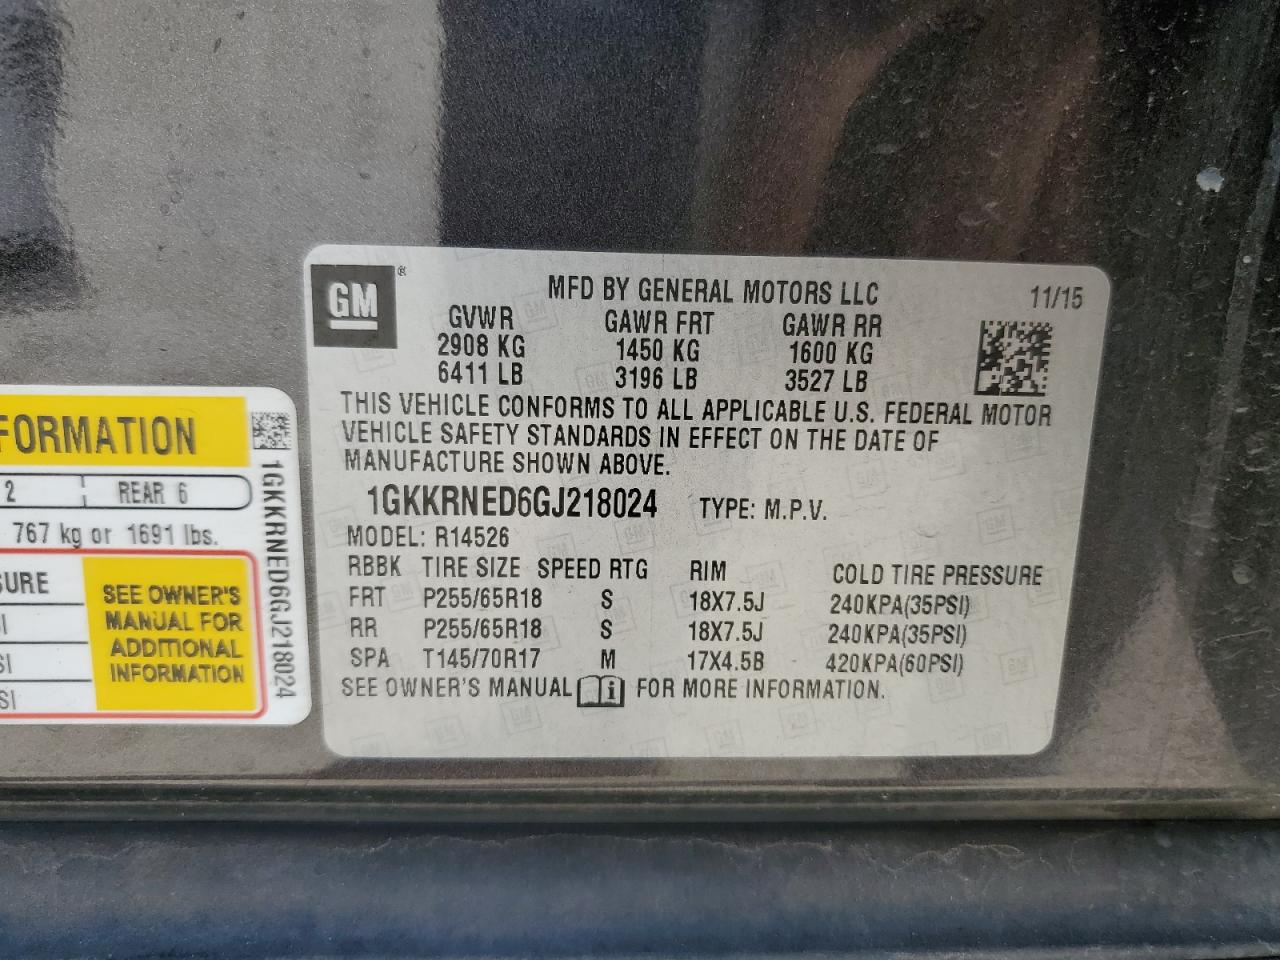 GM
MFD BY GENERAL MOTORS LLC 11/15
GVWR GAWR FRT GAWR RR
2908 KG 1450 KG 1600 KG
6411 LB 3196 LB 3527 LB
THIS VEHICLE CONFORMS TO ALL APPLICABLE U.S. FEDERAL MOTOR
VEHICLE SAFETY STANDARDS IN EFFECT ON THE DATE OF
MANUFACTURE SHOWN ABOVE.
1GKKRNED6GJ218024 TYPE: M.P.V.
MODEL: R14526
RBBK TIRE SIZE SPEED RTG RIM COLD TIRE PRESSURE
FRT P255/65R18 S 18X7.5J 240KPA(35PSI)
RR P255/65R18 S 18X7.5J 240KPA(35PSI)
SPA T145/70R17 M 17X4.5B 420KPA(60PSI)
SEE OWNER'S MANUAL i FOR MORE INFORMATION.
FORMATION
2 REAR 6
767 kg or 1691 lbs.
SURE
SI
SI
SI
SEE OWNER'S
MANUAL FOR
ADDITIONAL
INFORMATION
1GKKRNED6GJ218024